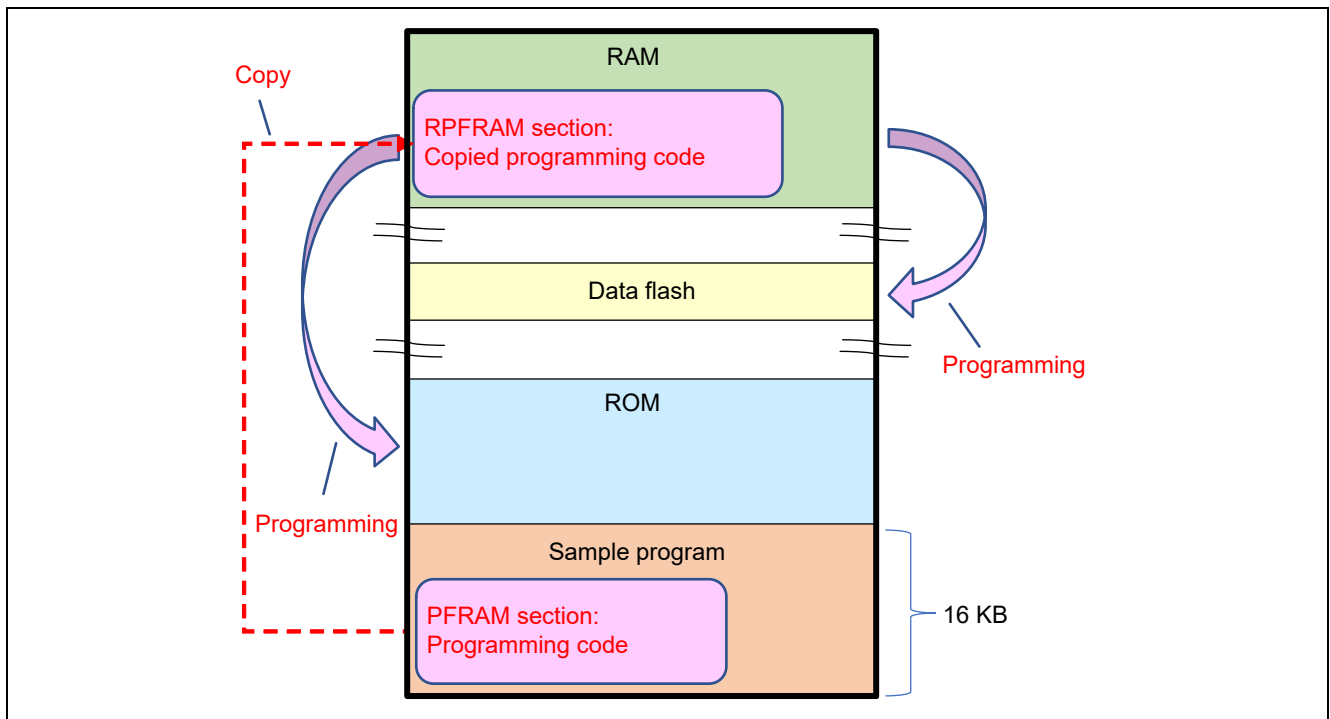 RAM
Copy
RPFRAM section:
Copied programming code
Data flash
Programming
ROM
Programming
Sample program
PFRAM section:
Programming code
16 KB